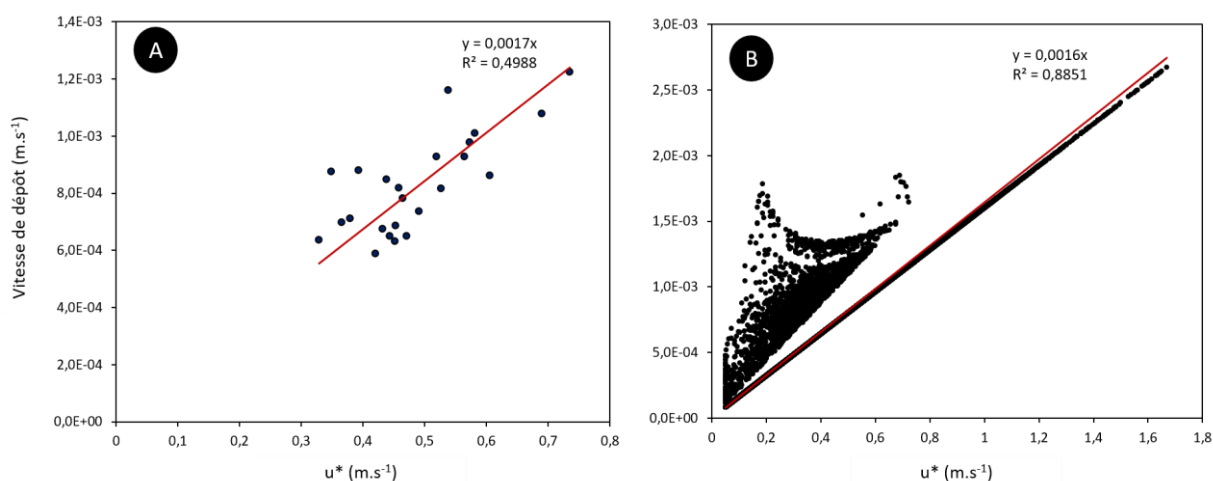 A
y = 0,0017x
R² = 0,4988
Vitesse de dépôt (m.s⁻¹)
1,4E-03
1,2E-03
1,0E-03
8,0E-04
6,0E-04
4,0E-04
2,0E-04
0,0E+00
0 0,1 0,2 0,3 0,4 0,5 0,6 0,7 0,8
u* (m.s⁻¹)
B
y = 0,0016x
R² = 0,8851
3,0E-03
2,5E-03
2,0E-03
1,5E-03
1,0E-03
5,0E-04
0,0E+00
0 0,2 0,4 0,6 0,8 1 1,2 1,4 1,6 1,8
u* (m.s⁻¹)